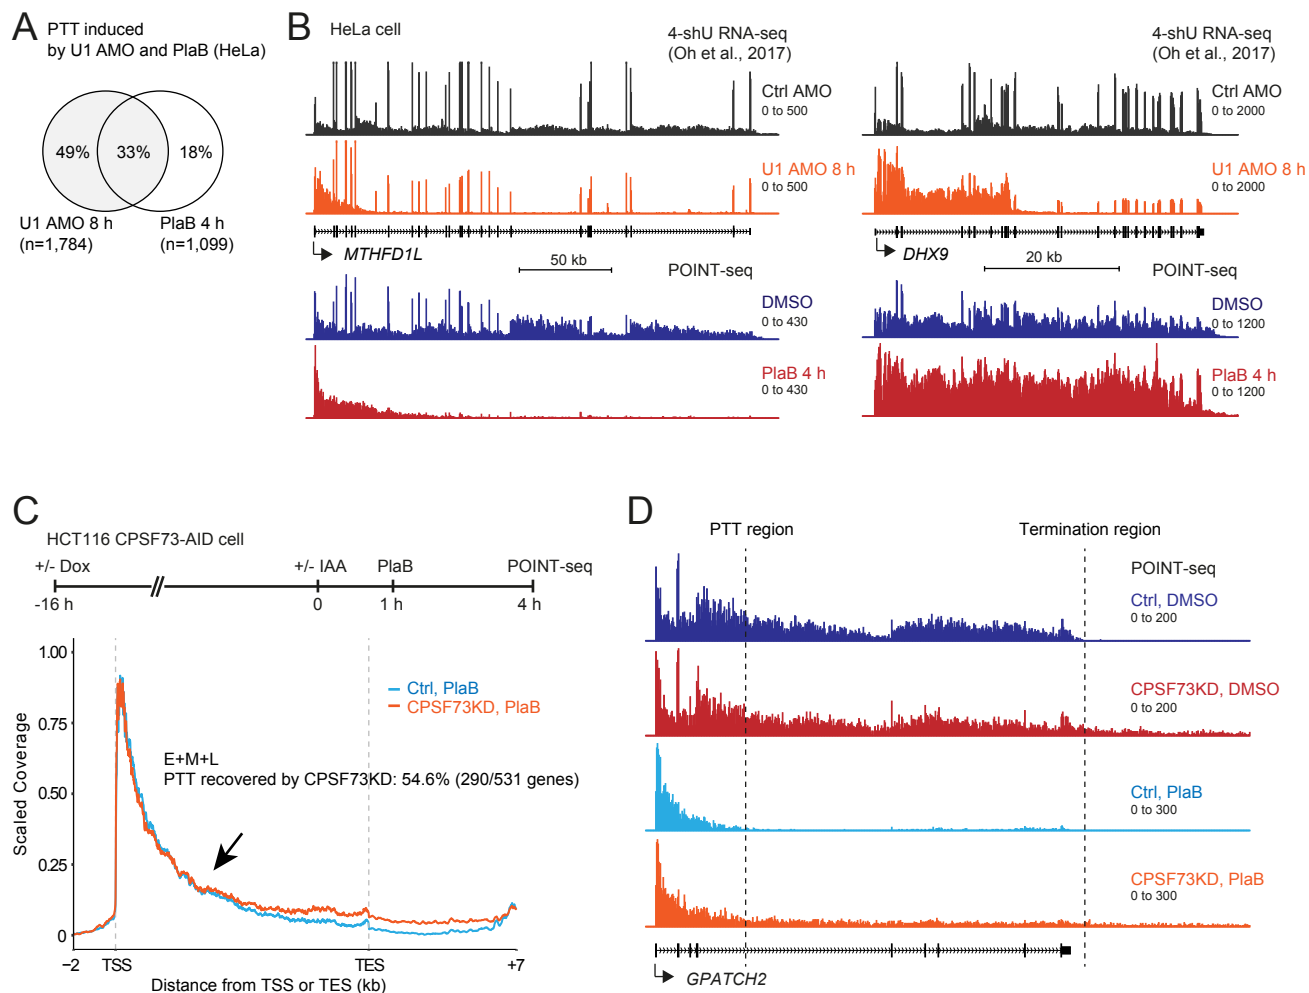 A
PTT induced
by U1 AMO and PlaB (HeLa)
49%
33%
18%
U1 AMO 8 h
(n=1,784)
PlaB 4 h
(n=1,099)
B
HeLa cell
4-shU RNA-seq
(Oh et al., 2017)
Ctrl AMO
0 to 500
U1 AMO 8 h
0 to 500
MTHFD1L
50 kb
POINT-seq
DMSO
0 to 430
PlaB 4 h
0 to 430
4-shU RNA-seq
(Oh et al., 2017)
Ctrl AMO
0 to 2000
U1 AMO 8 h
0 to 2000
DHX9
20 kb
POINT-seq
DMSO
0 to 1200
PlaB 4 h
0 to 1200
C
HCT116 CPSF73-AID cell
+/- Dox
+/- IAA
PlaB
POINT-seq
-16 h
0
1 h
4 h
Scaled Coverage
1.00
0.75
0.50
0.25
0
Ctrl, PlaB
CPSF73KD, PlaB
E+M+L
PTT recovered by CPSF73KD: 54.6% (290/531 genes)
−2
TSS
TES
+7
Distance from TSS or TES (kb)
D
PTT region
Termination region
POINT-seq
Ctrl, DMSO
0 to 200
CPSF73KD, DMSO
0 to 200
Ctrl, PlaB
0 to 300
CPSF73KD, PlaB
0 to 300
GPATCH2